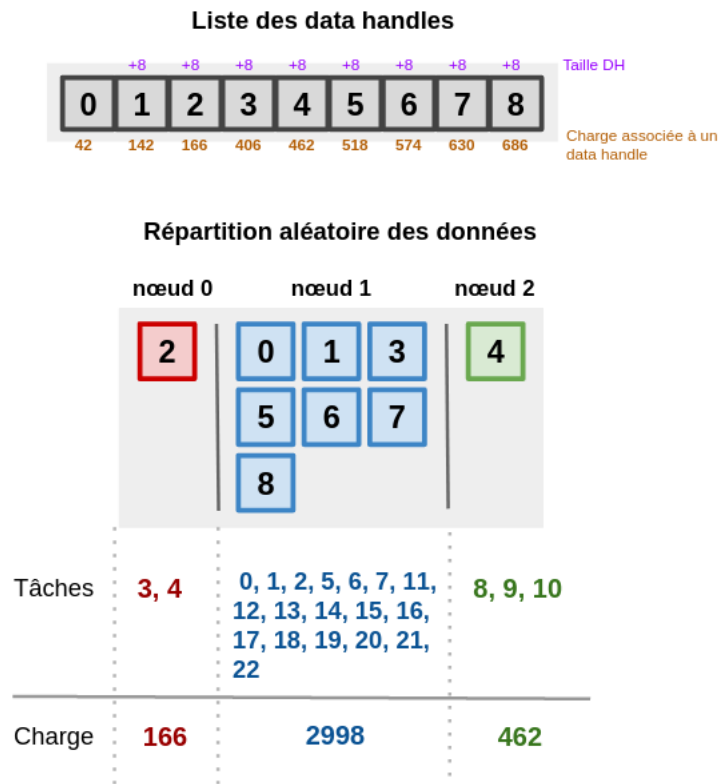 Liste des data handles
+8 +8 +8 +8 +8 +8 +8 +8 Taille DH
0 1 2 3 4 5 6 7 8
42 142 166 406 462 518 574 630 686
Charge associée à un
data handle
Répartition aléatoire des données
nœud 0 nœud 1 nœud 2
2 0 1 3 4
5 6 7
8
Tâches 3, 4 0, 1, 2, 5, 6, 7, 11, 8, 9, 10
12, 13, 14, 15, 16,
17, 18, 19, 20, 21,
22
Charge 166 2998 462